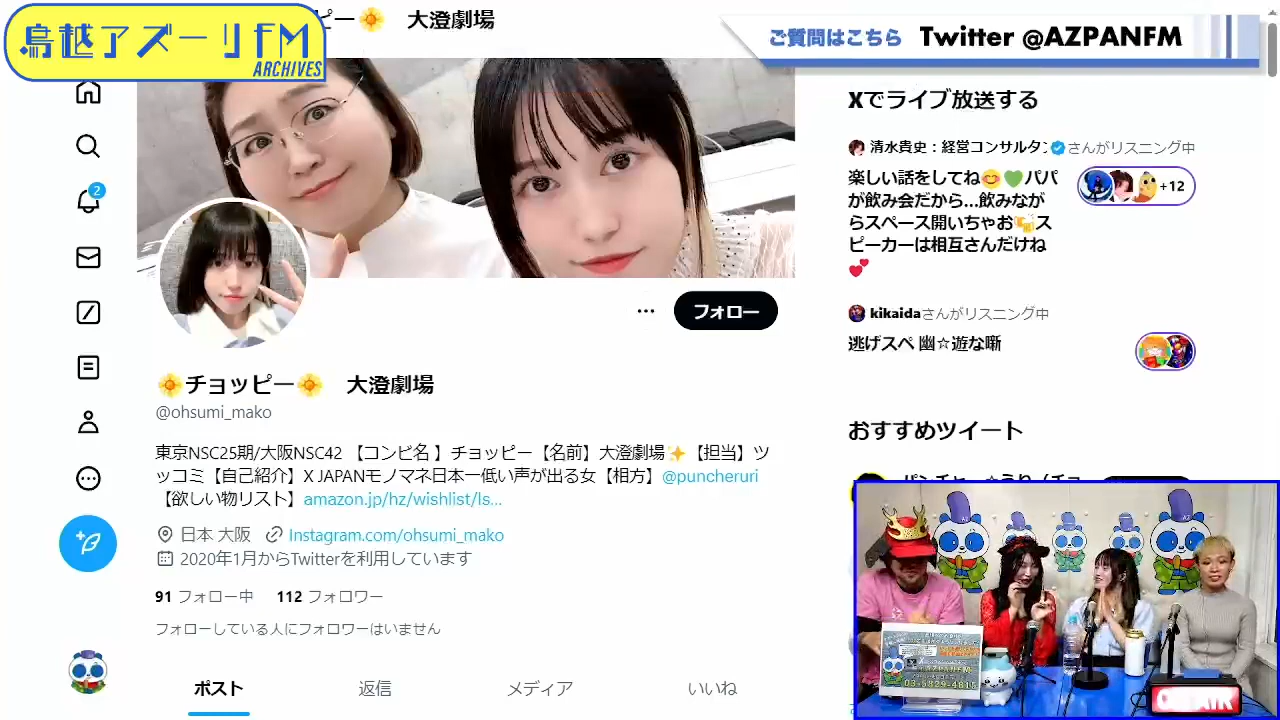 鳥越アズーリFM
ARCHIVES
ピー🌼 大澄劇場
ご質問はこちら Twitter @AZPANFM
2
フォロー
🌼チョッピー🌼 大澄劇場
@ohsumi_mako
東京NSC25期/大阪NSC42 【コンビ名 】チョッピー【名前】大澄劇場✨【担当】ツ
ッコミ【自己紹介】X JAPANモノマネ日本一低い声が出る女【相方】@puncheruri
【欲しい物リスト】amazon.jp/hz/wishlist/ls...
日本 大阪 Instagram.com/ohsumi_mako
2020年1月からTwitterを利用しています
91 フォロー中 112 フォロワー
フォローしている人にフォロワーはいません
ポスト 返信 メディア いいね
Xでライブ放送する
清水貴史：経営コンサルタンさんがリスニング中
楽しい話をしてね😊💚パパ
が飲み会だから...飲みなが
らスペース開いちゃお🍻ス
ピーカーは相互さんだけね
💕
+12
kikaidaさんがリスニング中
逃げスペ 幽☆遊な噺
おすすめツイート
03-5829-4615
ON AIR